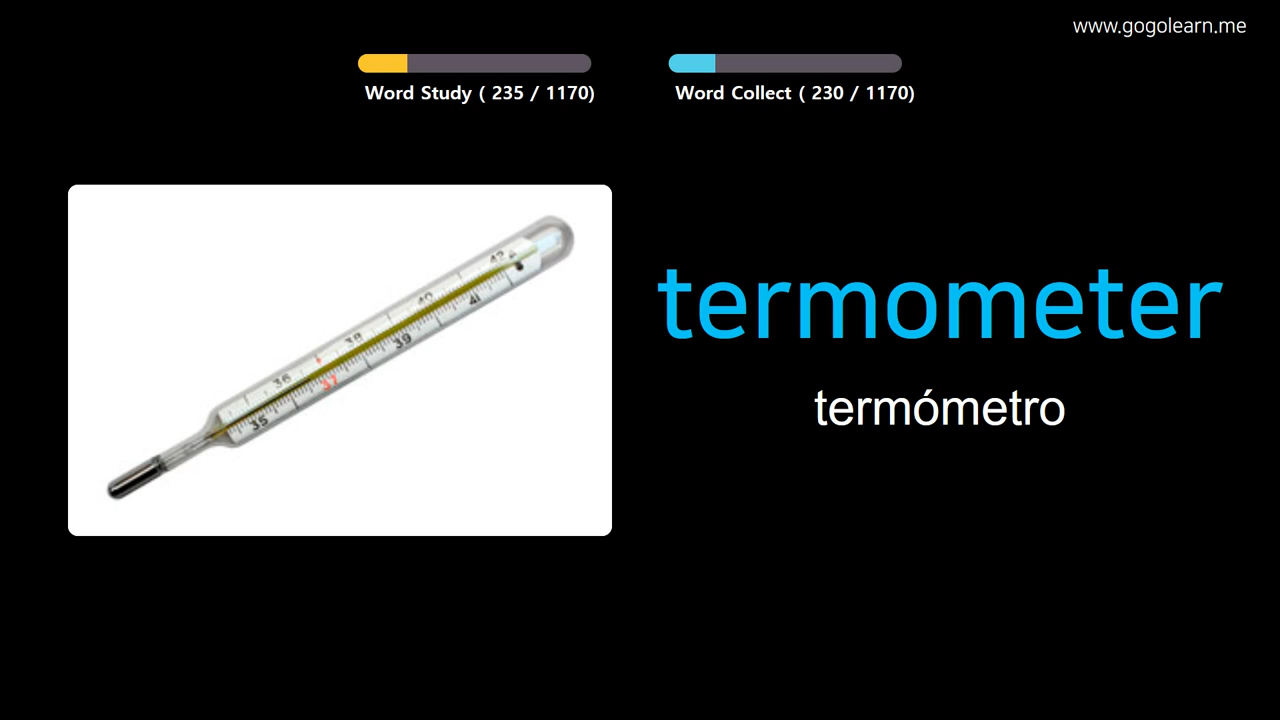 www.gogolearn.me
Word Study ( 235 / 1170)
Word Collect ( 230 / 1170)
termometer
termómetro
42
41
40
39
38
37
36
35